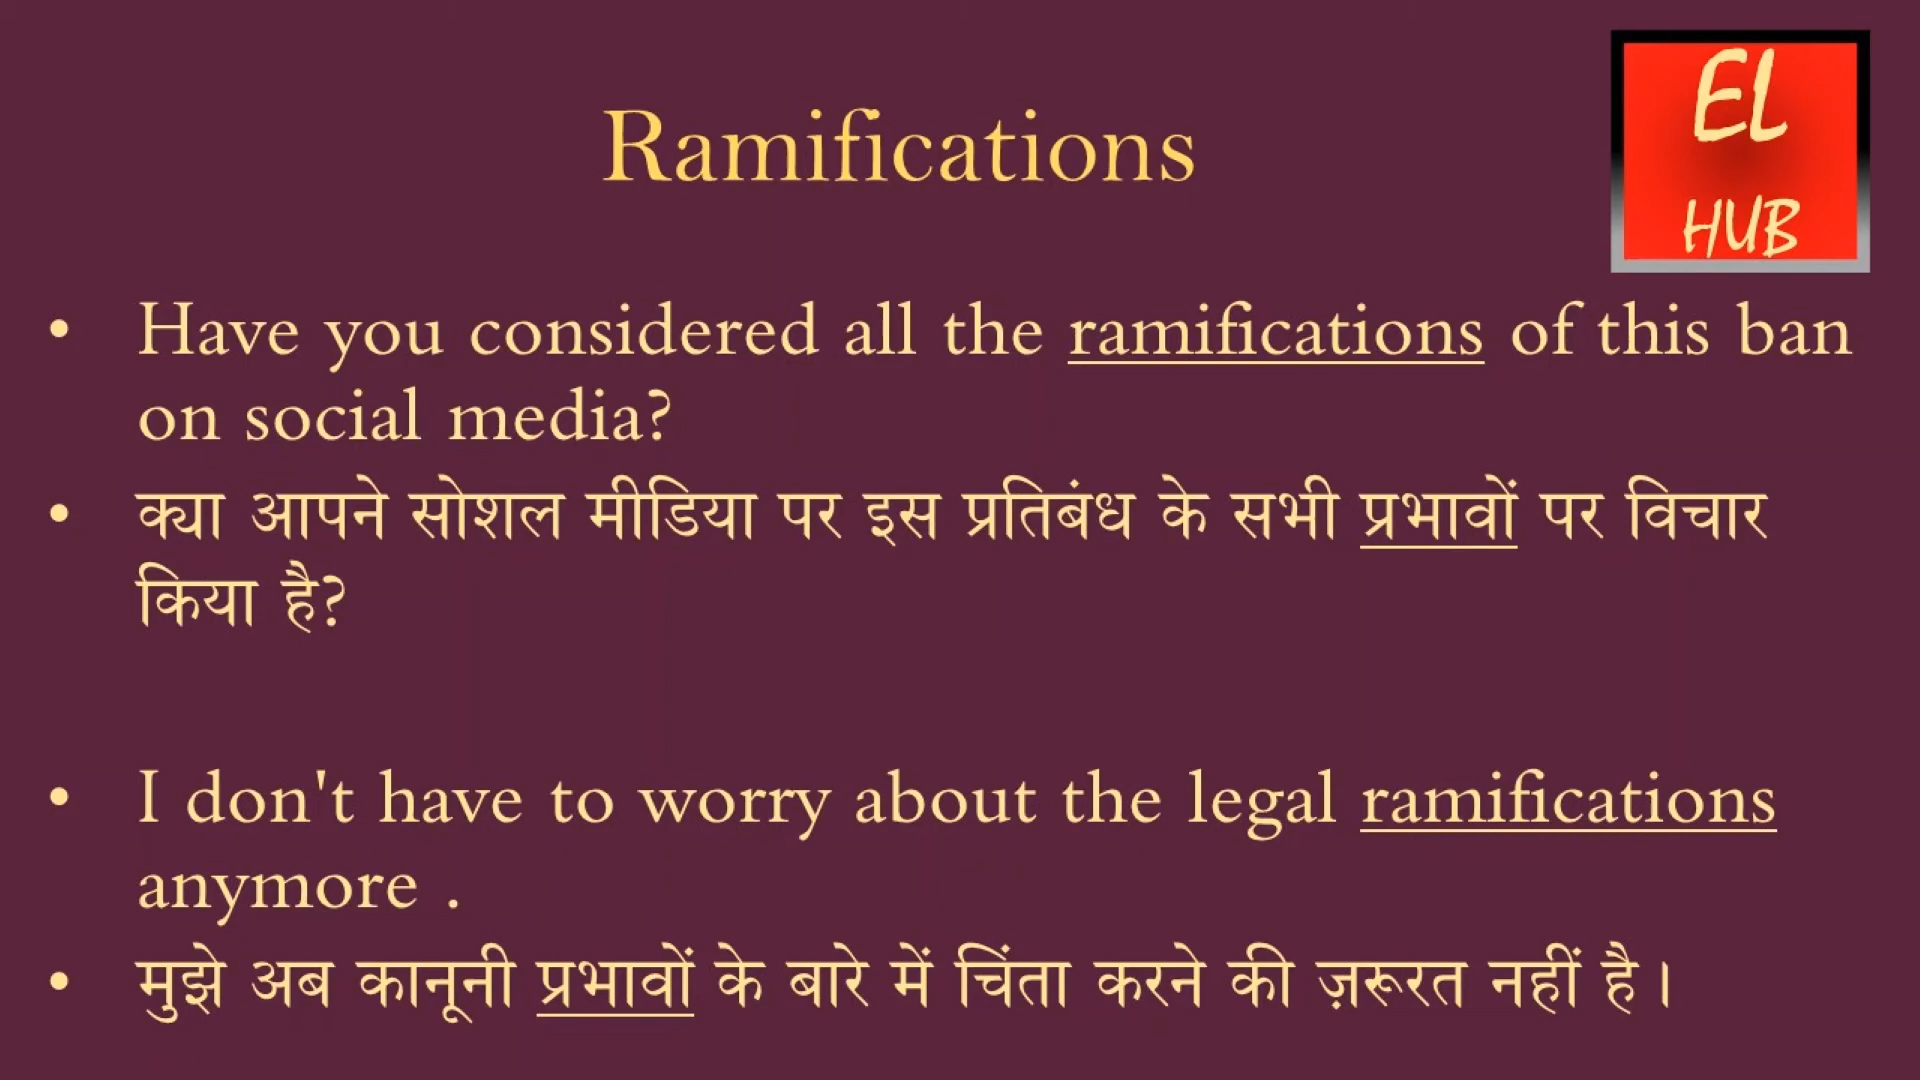 Ramifications
EL
HUB
• Have you considered all the ramifications of this ban
on social media?
• क्या आपने सोशल मीडिया पर इस प्रतिबंध के सभी प्रभावों पर विचार
किया है?
• I don't have to worry about the legal ramifications
anymore .
• मुझे अब कानूनी प्रभावों के बारे में चिंता करने की ज़रूरत नहीं है।